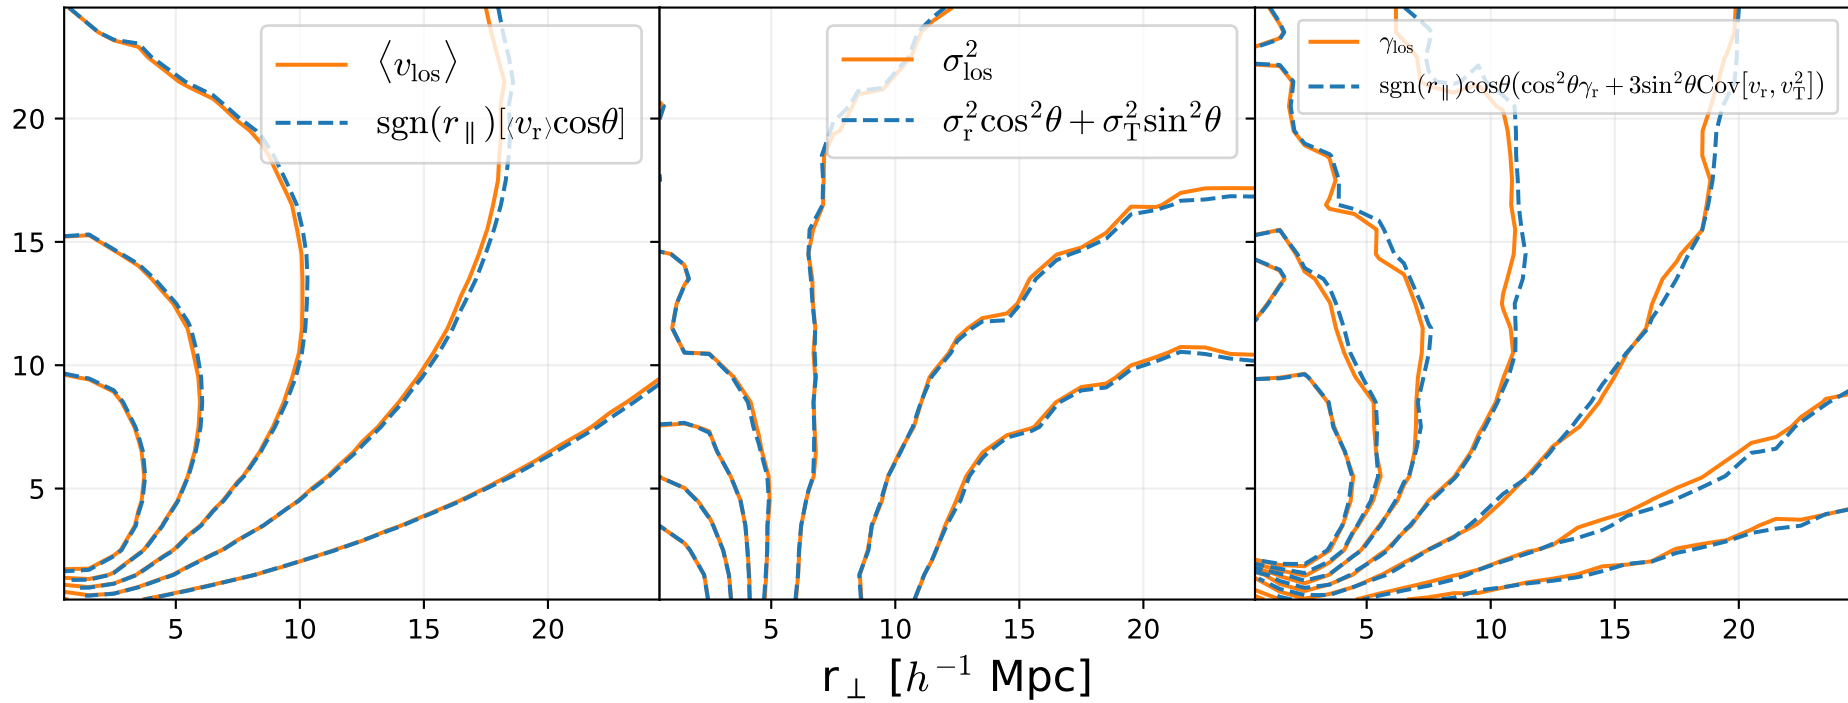 ⟨v_los⟩
sgn(r_∥)[⟨v_r⟩cosθ]
σ²_los
σ²_r cos²θ + σ²_T sin²θ
γ_los
sgn(r_∥)cosθ(cos²θγ_r + 3sin²θCov[v_r, v²_T])
20
15
10
5
5 10 15 20 5 10 15 20 5 10 15 20
r_⊥ [h⁻¹ Mpc]